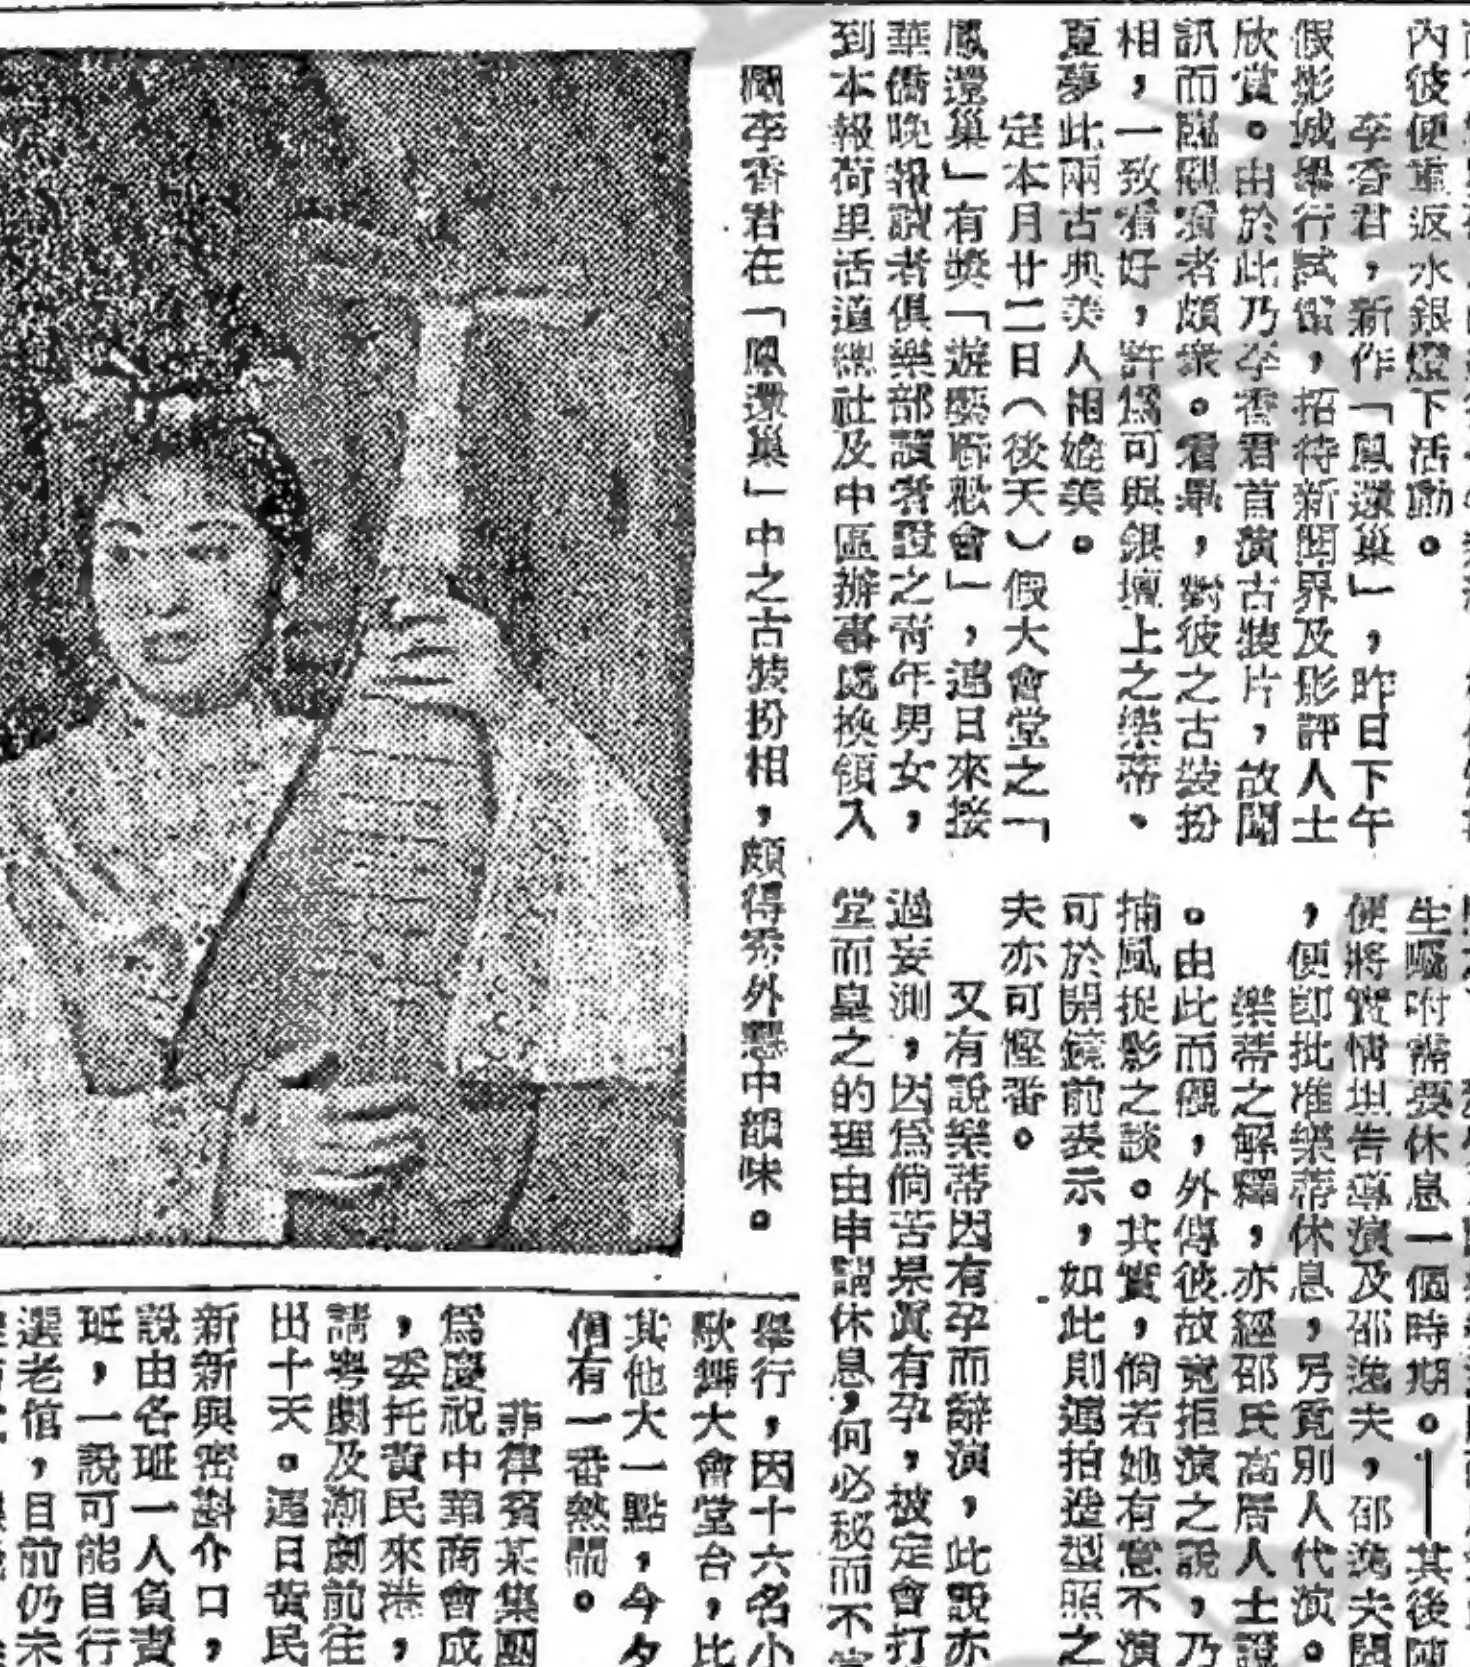 內彼便重返水銀燈下活動。
李香君，新作「鳳還巢」，昨日下午
假影城舉行試映，招待新聞界及影評人士
欣賞。由於此乃李香君首演古裝片，故聞
訊而臨觀演者頗衆。看畢，對彼之古裝扮
相，一致看好，許爲可與銀壇上之樂蒂、
夏夢此兩古典美人相媲美。
定本月廿二日（後天）假大會堂之「
鳳還巢」有獎「遊藝唱歌會」，連日來接
華僑晚報讀者俱樂部讀者設之靑年男女，
到本報荷里活道總社及中區辦事處換領入
圖李香君在「鳳還巢」中之古裝扮相，頗得秀外慧中韻味。
生囑咐需要休息一個時期。—其後
便將實情坦告導演及邵逸夫，邵逸夫聞
，便卽批准樂蒂休息，另覓別人代演。
樂蒂之解釋，亦經邵氏高層人士證
。由此而觀，外傳彼故意拒演之說，乃
捕風捉影之談。其實，倘若她有意不演
可於開鏡前表示，如此則連拍造型照之
夫亦可慳番。
又有說樂蒂因有孕而辭演，此說亦
過妄測，因爲倘若果眞有孕，被定會打
堂而皇之的理由申請休息，何必秘而不
舉行，因十六名小
歌舞大會堂台，比
其他大一點，今夕
個有一番熱鬧。
菲律賓某集團
爲慶祝中華商會成
，委托黃民來港，
請粤劇及潮劇前往
出十天。連日黃民
新新與密斟介口，
說由名班一人負責
班，一說可能自行
選老倌，目前仍未